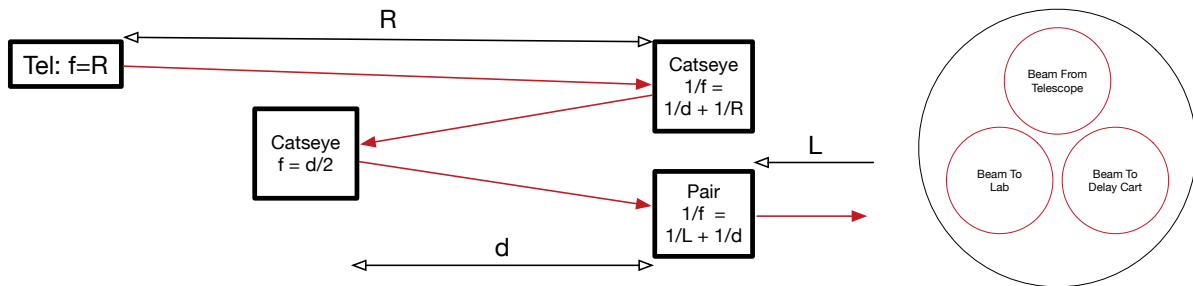 R
Tel: f=R
Catseye
1/f =
1/d + 1/R
Catseye
f = d/2
L
Pair
1/f =
1/L + 1/d
d
Beam From
Telescope
Beam To
Lab
Beam To
Delay Cart